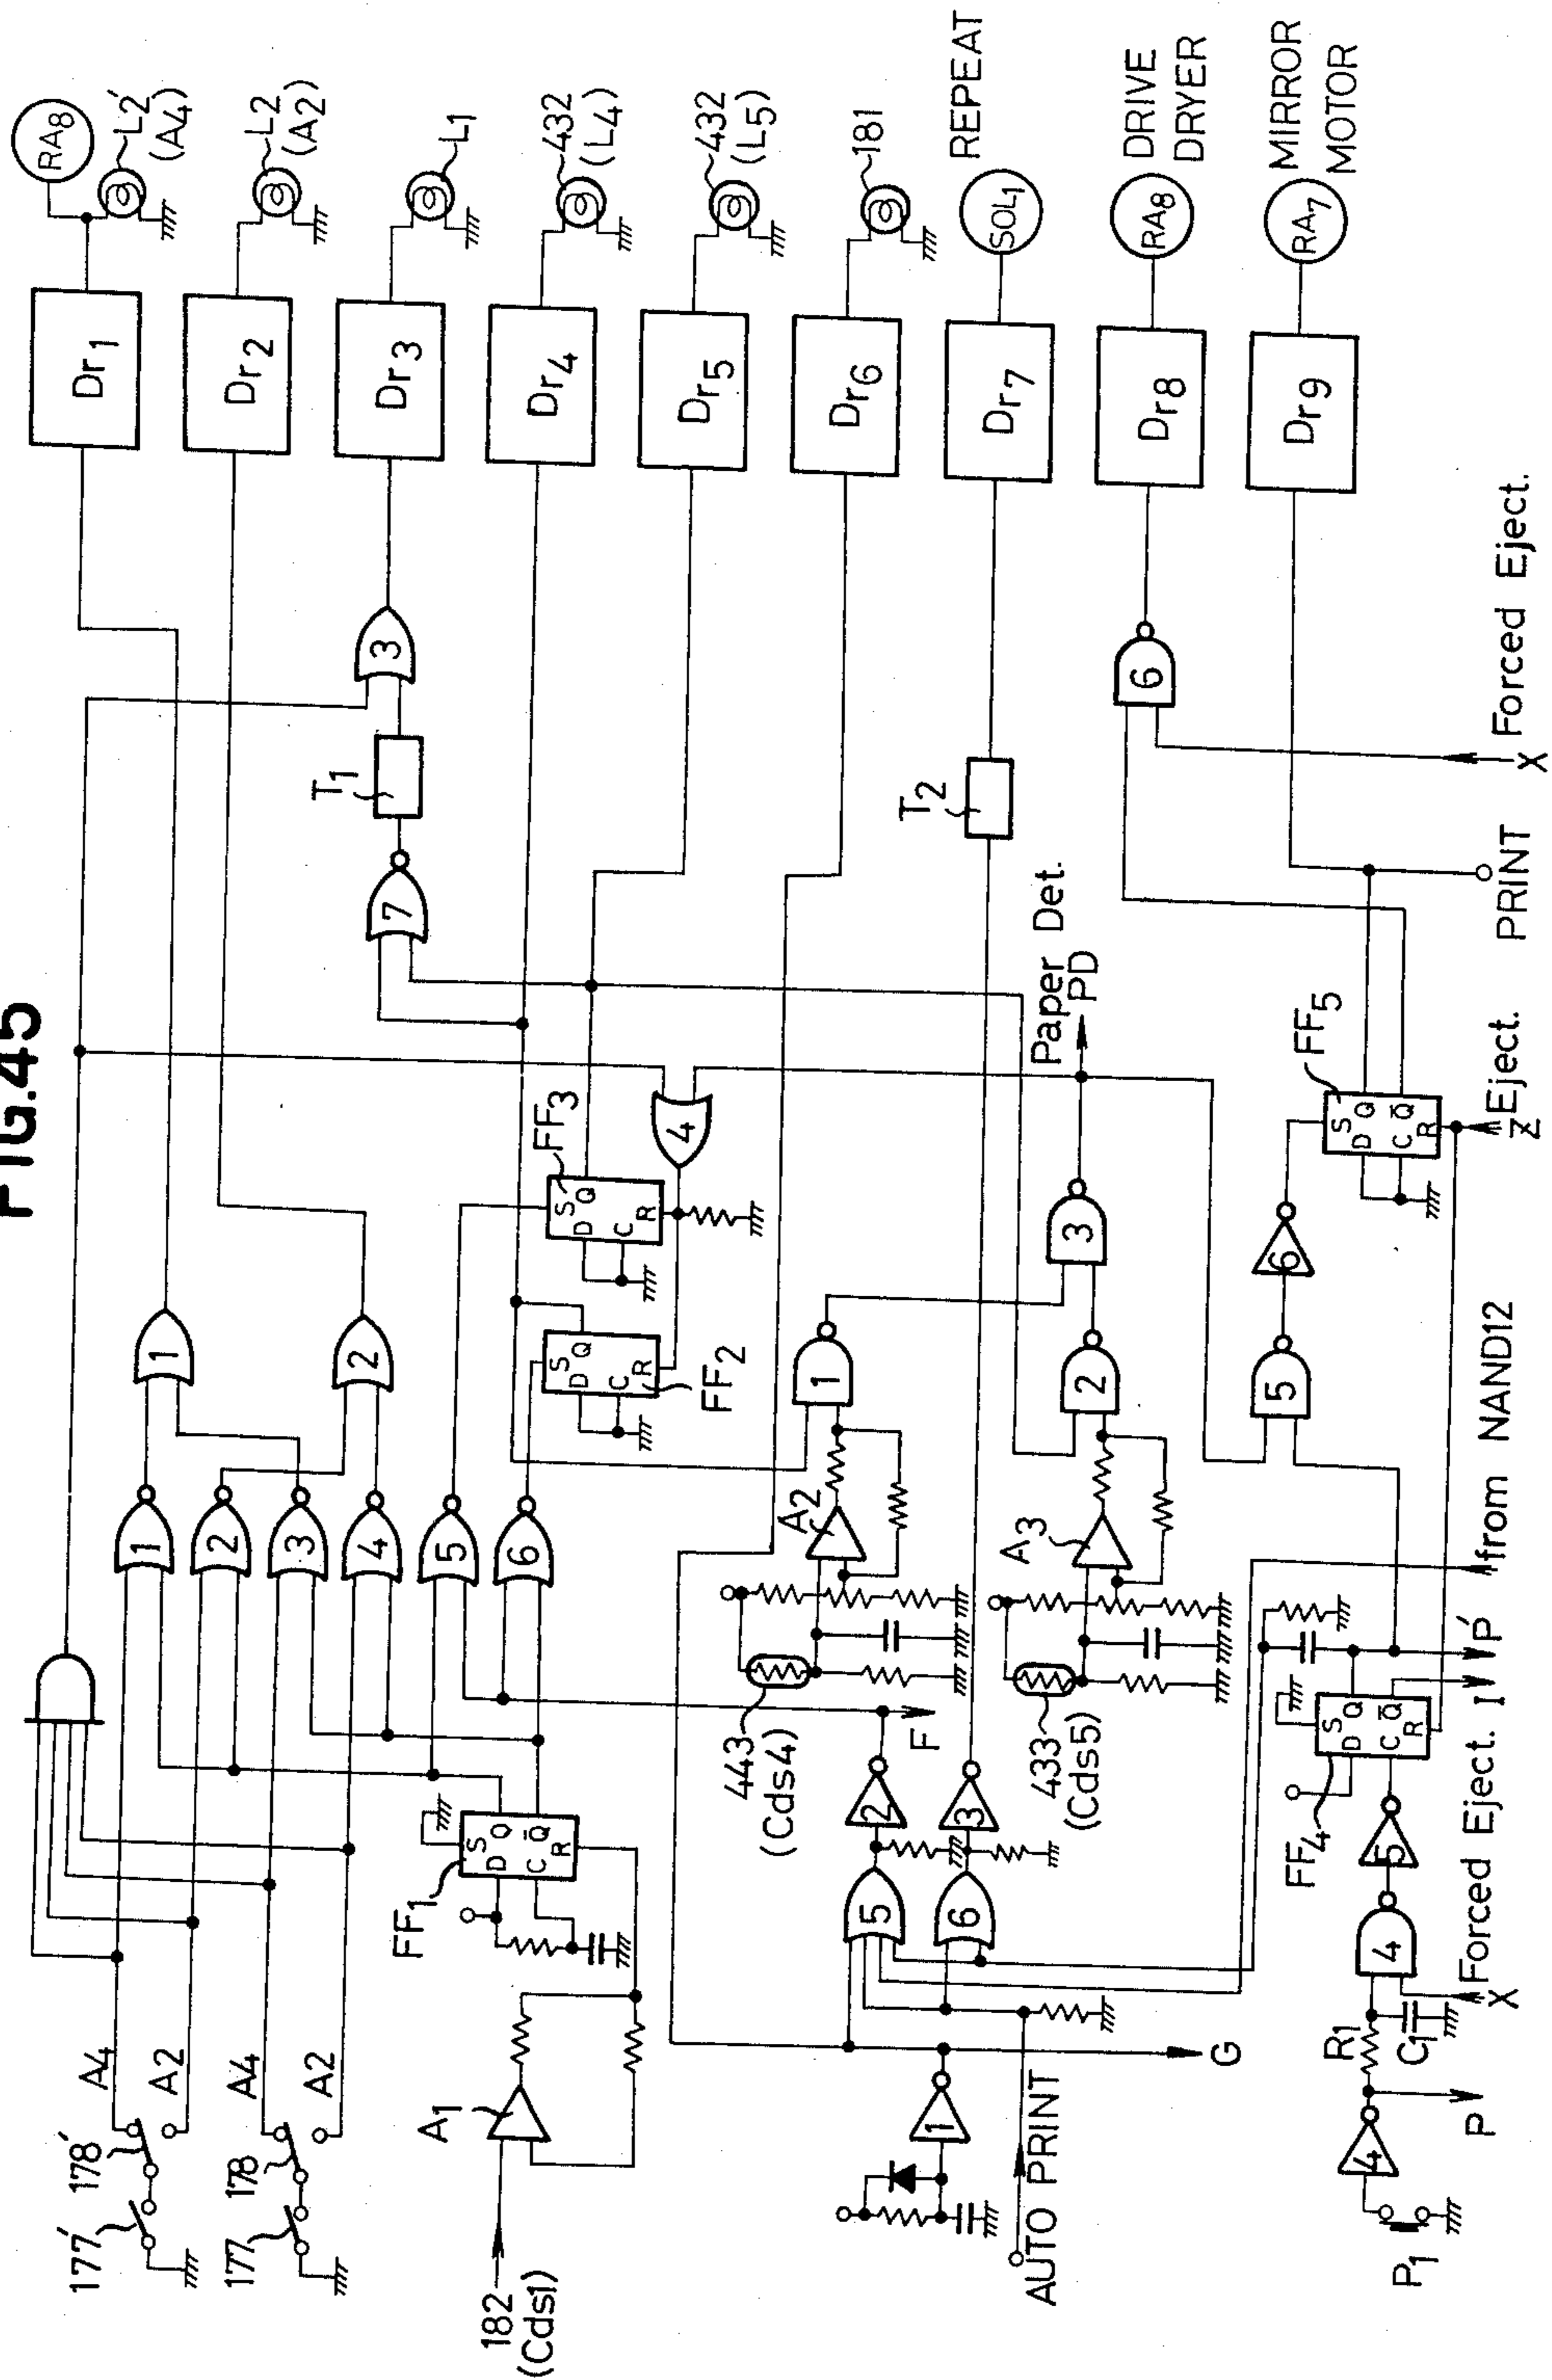 FIG.45
177' 178' A4
A2
177 178 A4
A2
182
(Cds1)
A1
FF1
S
D Q
C Q̅
R
1
2
3
4
5
6
1
2
FF2
S
D Q
C
R
FF3
S
D Q
C
R
4
7
T1
3
Dr1
Dr2
Dr3
Dr4
Dr5
Dr6
Dr7
Dr8
Dr9
RA8
L2'
(A4)
L2
(A2)
L1
432
(L4)
432
(L5)
181
SOL1
REPEAT
RA8
DRIVE
DRYER
RA7
MIRROR
MOTOR
AUTO PRINT
1
G
5
6
2
3
F
443
(Cds4)
A2
1
433
(Cds5)
A3
2
3
Paper Det.
PD
T2
P1
4
P
R1
C1
4
X Forced Eject.
5
FF4
S
D Q
C Q̅
R
I
P'
from NAND12
5
6
FF5
S
D Q
C Q̅
R
Z Eject.
PRINT
6
X Forced Eject.